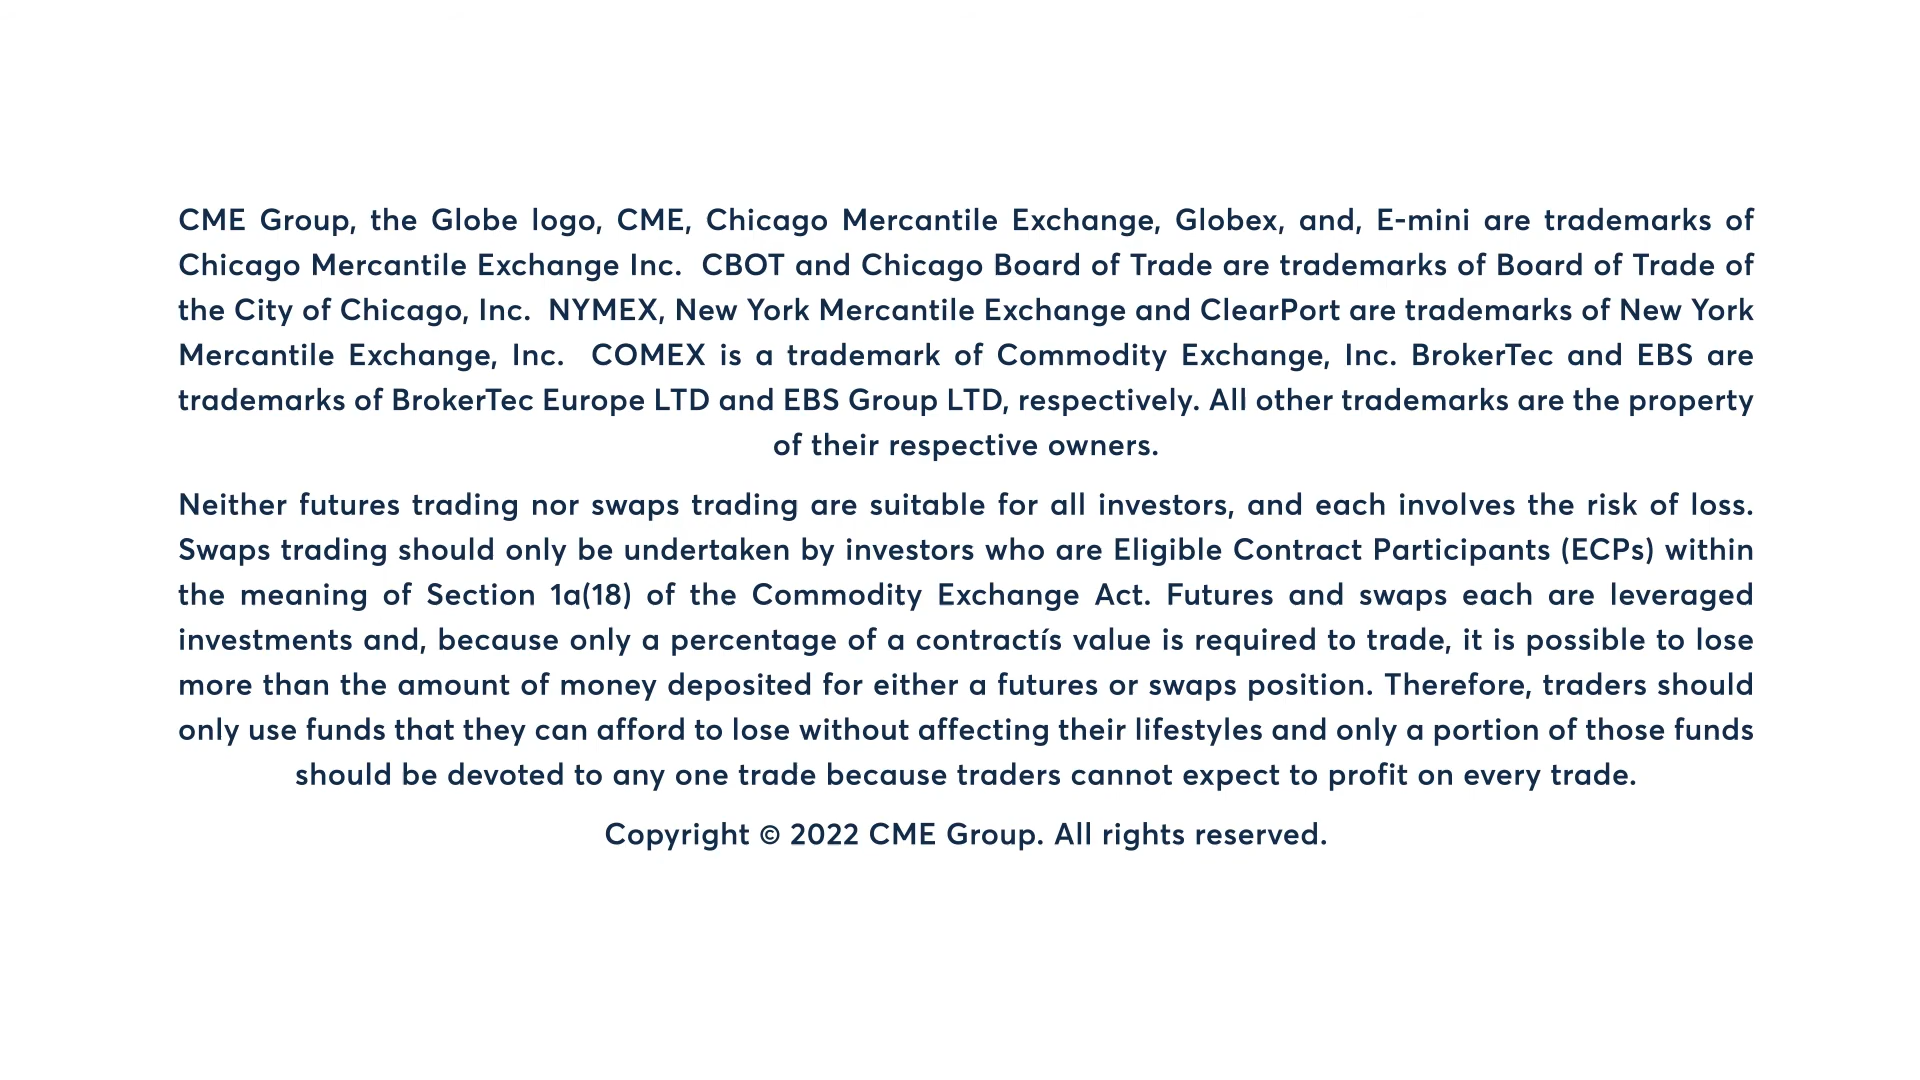 CME Group, the Globe logo, CME, Chicago Mercantile Exchange, Globex, and, E-mini are trademarks of
Chicago Mercantile Exchange Inc.  CBOT and Chicago Board of Trade are trademarks of Board of Trade of
the City of Chicago, Inc.  NYMEX, New York Mercantile Exchange and ClearPort are trademarks of New York
Mercantile Exchange, Inc.  COMEX is a trademark of Commodity Exchange, Inc. BrokerTec and EBS are
trademarks of BrokerTec Europe LTD and EBS Group LTD, respectively. All other trademarks are the property
of their respective owners.
Neither futures trading nor swaps trading are suitable for all investors, and each involves the risk of loss.
Swaps trading should only be undertaken by investors who are Eligible Contract Participants (ECPs) within
the meaning of Section 1a(18) of the Commodity Exchange Act. Futures and swaps each are leveraged
investments and, because only a percentage of a contractís value is required to trade, it is possible to lose
more than the amount of money deposited for either a futures or swaps position. Therefore, traders should
only use funds that they can afford to lose without affecting their lifestyles and only a portion of those funds
should be devoted to any one trade because traders cannot expect to profit on every trade.
Copyright © 2022 CME Group. All rights reserved.